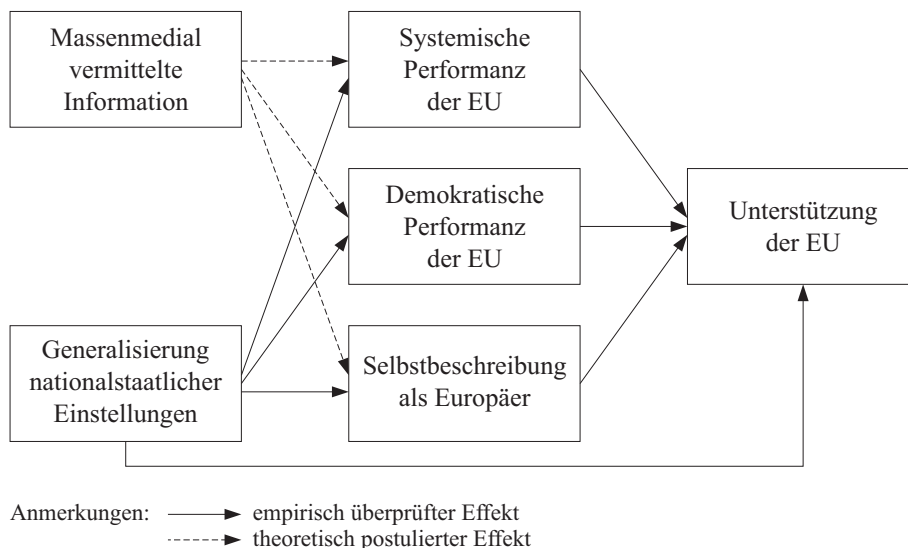 Massenmedial
vermittelte
Information
Systemische
Performanz
der EU
Demokratische
Performanz
der EU
Unterstützung
der EU
Generalisierung
nationalstaatlicher
Einstellungen
Selbstbeschreibung
als Europäer
Anmerkungen: empirisch überprüfter Effekt
theoretisch postulierter Effekt